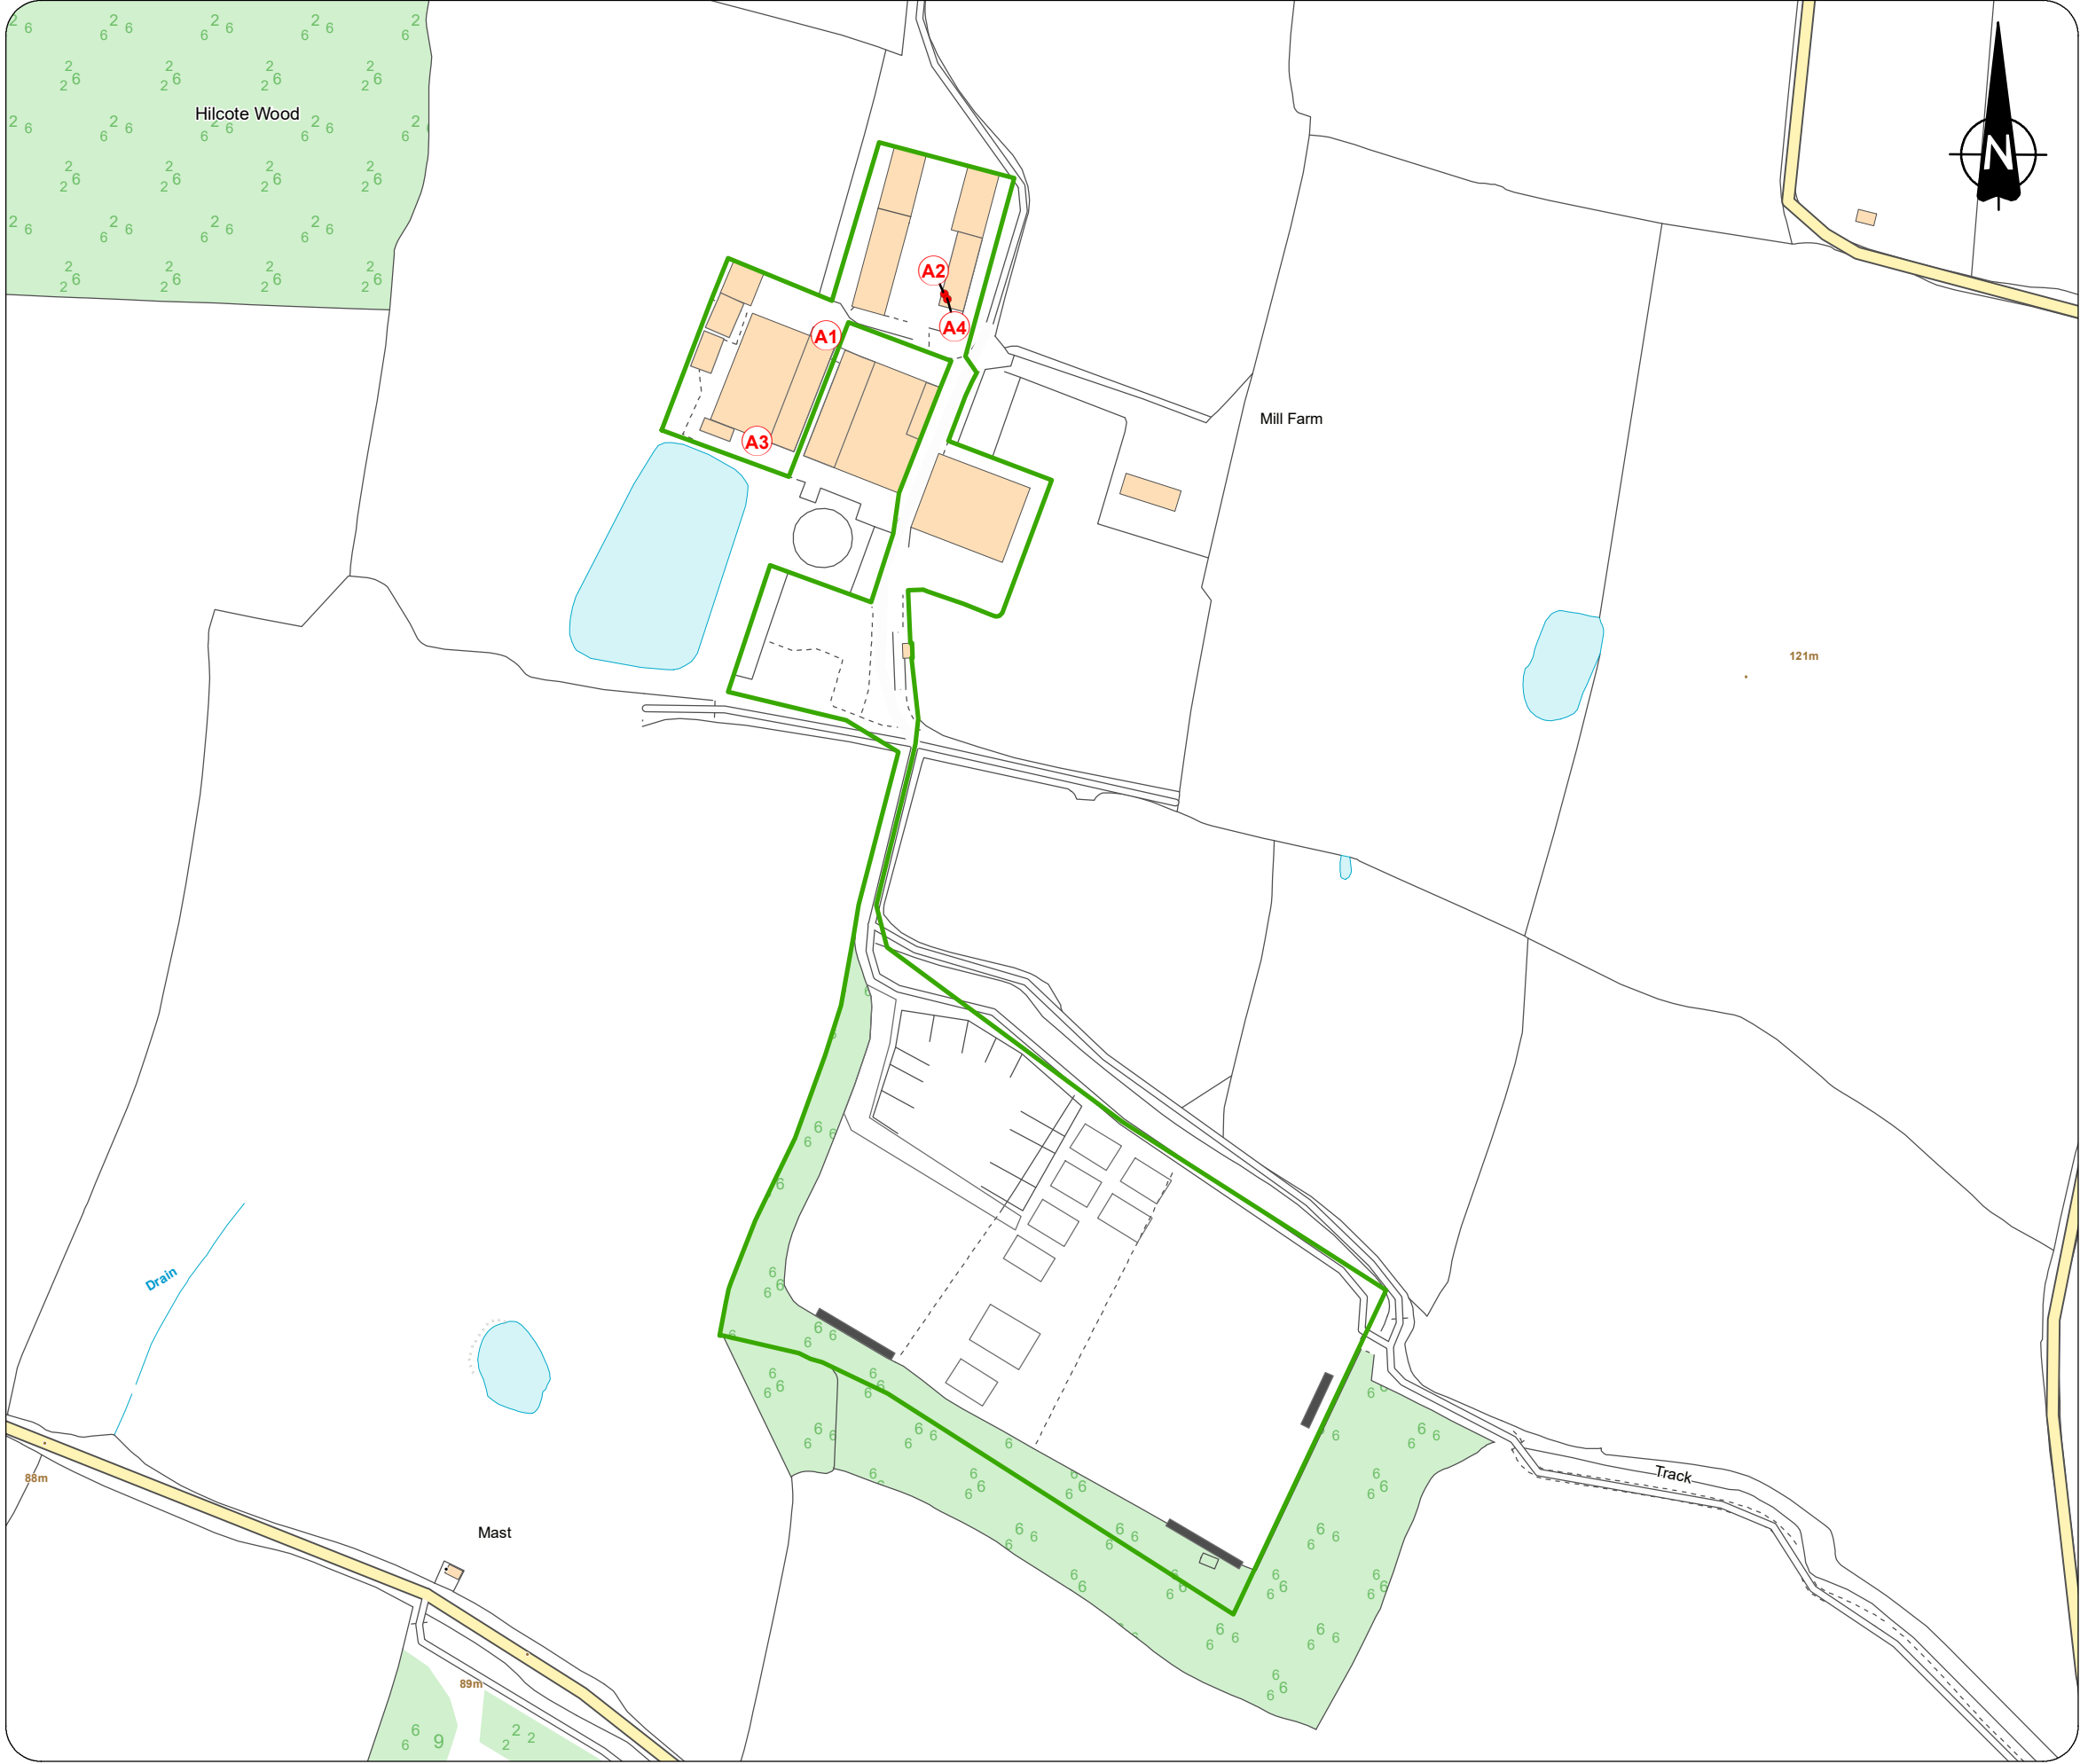 Hilcote Wood
N
A2
A4
A1
Mill Farm
A3
121m
Drain
Track
88m
Mast
89m